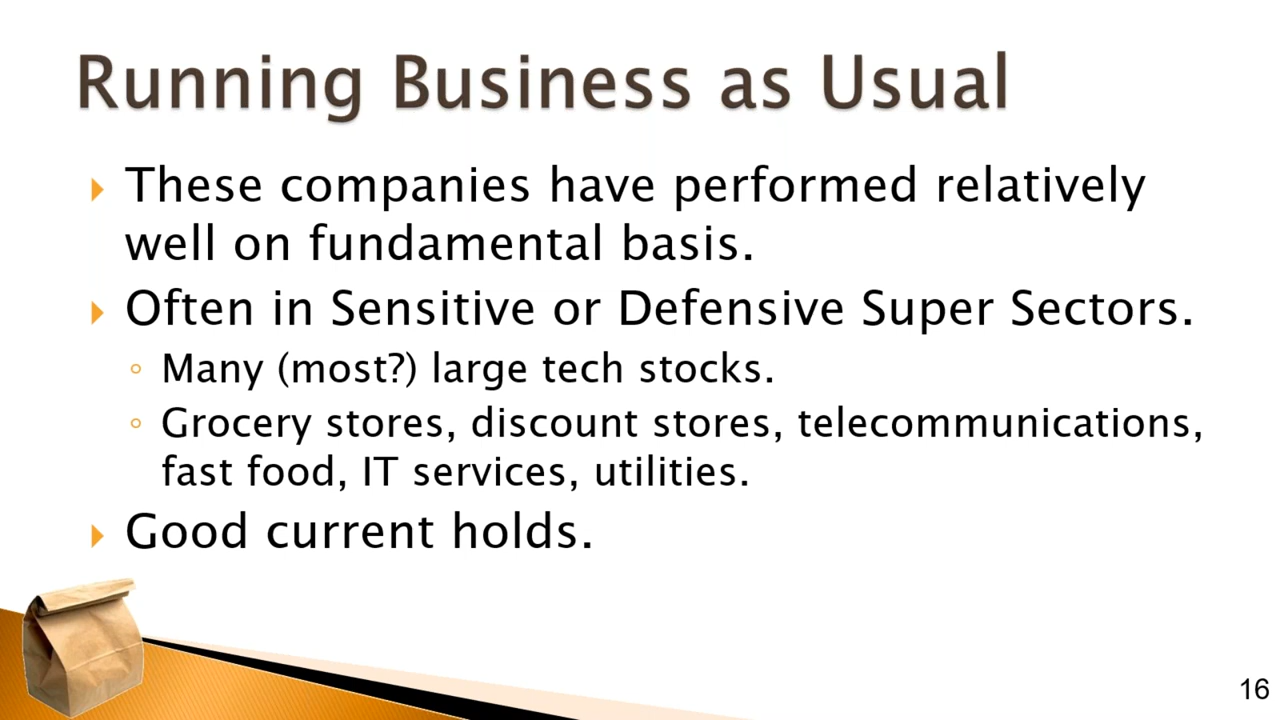 Running Business as Usual
These companies have performed relatively
well on fundamental basis.
Often in Sensitive or Defensive Super Sectors.
Many (most?) large tech stocks.
Grocery stores, discount stores, telecommunications,
fast food, IT services, utilities.
Good current holds.
16